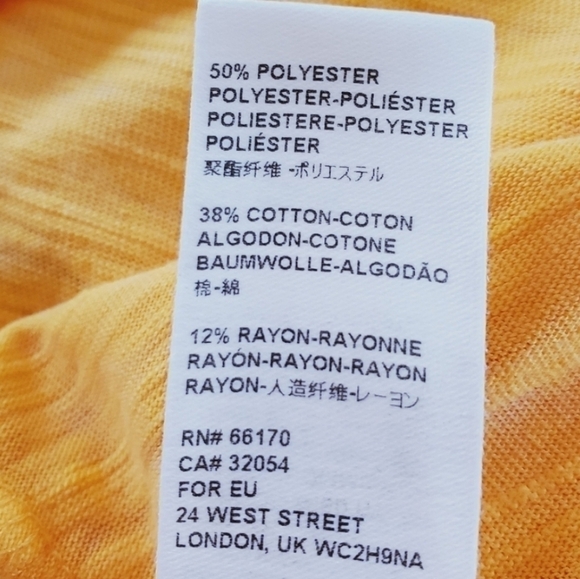 50% POLYESTER
POLYESTER-POLIÉSTER
POLIESTERE-POLYESTER
POLIÉSTER
聚酯纤维-ポリエステル
38% COTTON-COTON
ALGODON-COTONE
BAUMWOLLE-ALGODÃO
棉-綿
12% RAYON-RAYONNE
RAYÓN-RAYON-RAYON
RAYON-人造纤维-レーヨン
RN# 66170
CA# 32054
FOR EU
24 WEST STREET
LONDON, UK WC2H9NA